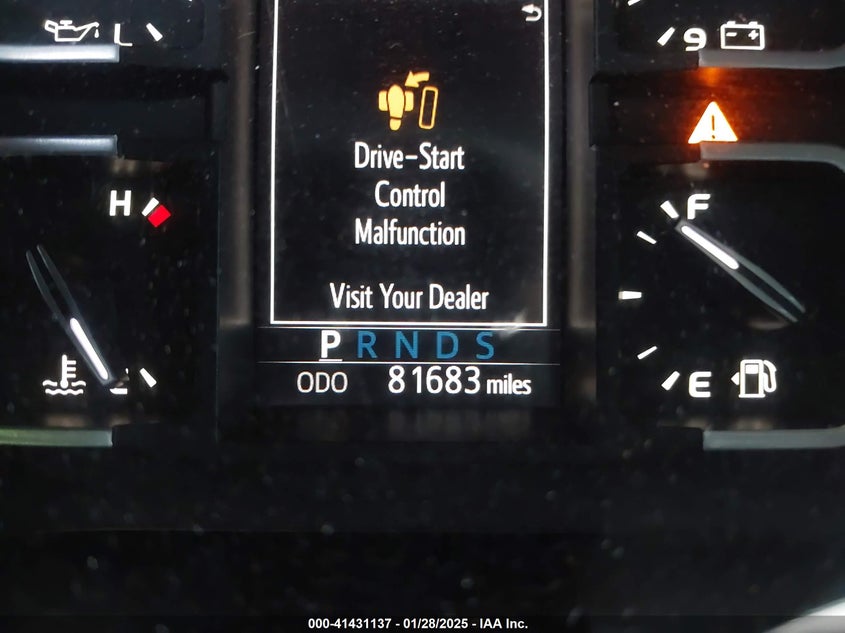 L
9
Drive-Start
Control
Malfunction
H
F
Visit Your Dealer
P R N D S
E
ODO 81683 miles
000-41431137 - 01/28/2025 - IAA Inc.